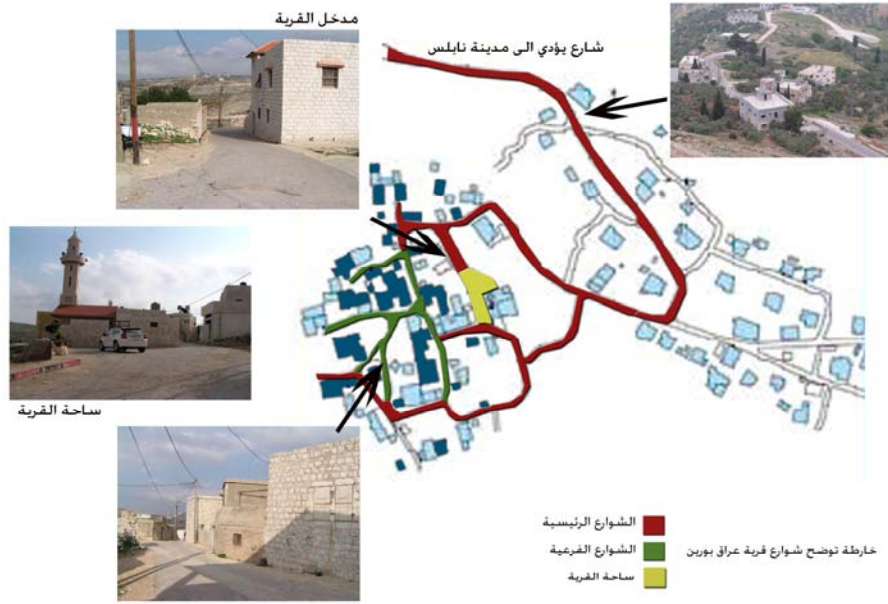 مدخل القرية
شارع يؤدي الى مدينة نابلس
ساحة القرية
الشوارع الرئيسية
الشوارع الفرعية
ساحة القرية
خارطة توضح شوارع قرية عراق بورين